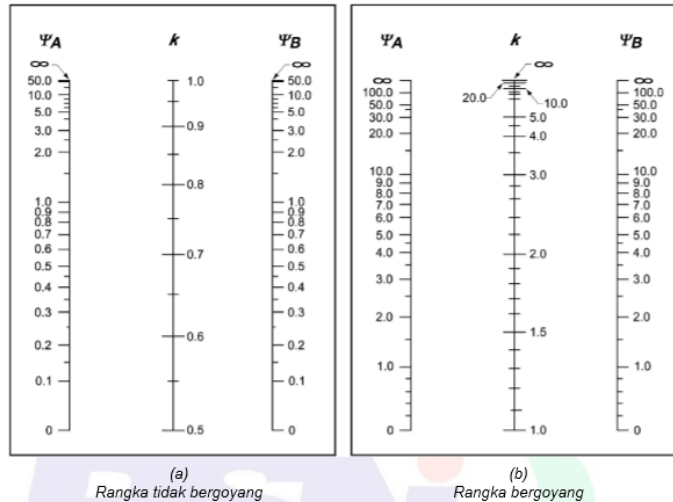 ΨA k ΨB
∞ ∞
50.0 1.0 50.0
10.0 10.0
5.0 0.9 5.0
3.0 3.0
2.0 2.0
0.8
1.0 1.0
0.9 0.9
0.8 0.8
0.7 0.7 0.7
0.6 0.6
0.5 0.5
0.4 0.4
0.3 0.3
0.2 0.6 0.2
0.1 0.1
0 0.5 0
(a)
Rangka tidak bergoyang
ΨA k ΨB
∞ ∞ ∞
100.0 20.0 10.0 100.0
50.0 50.0
30.0 5.0 30.0
20.0 4.0 20.0
10.0 3.0 10.0
9.0 9.0
8.0 8.0
7.0 7.0
6.0 6.0
5.0 5.0
4.0 2.0 4.0
3.0 3.0
2.0 2.0
1.5
1.0 1.0
0 1.0 0
(b)
Rangka bergoyang